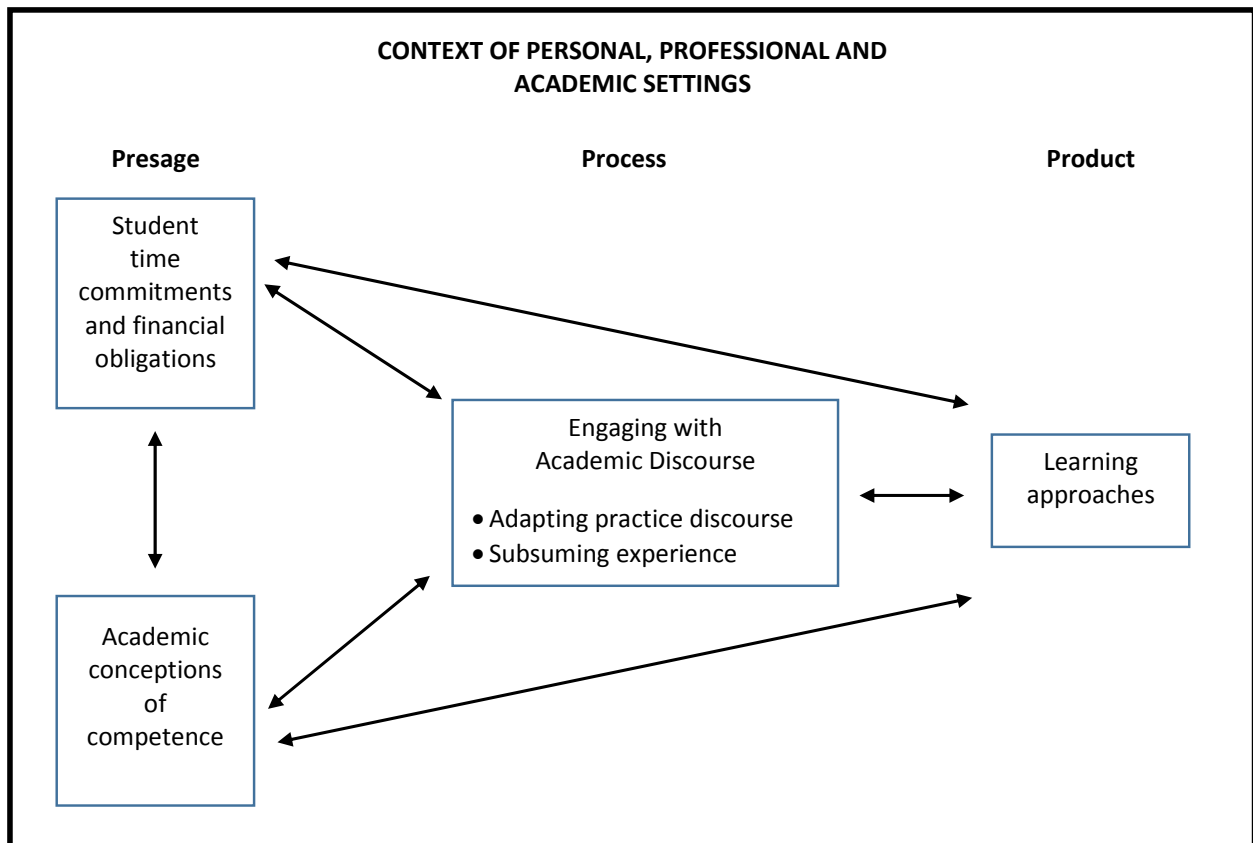 CONTEXT OF PERSONAL, PROFESSIONAL AND
ACADEMIC SETTINGS
Presage
Process
Product
Student
time
commitments
and financial
obligations
Engaging with
Academic Discourse
• Adapting practice discourse
• Subsuming experience
Learning
approaches
Academic
conceptions
of
competence